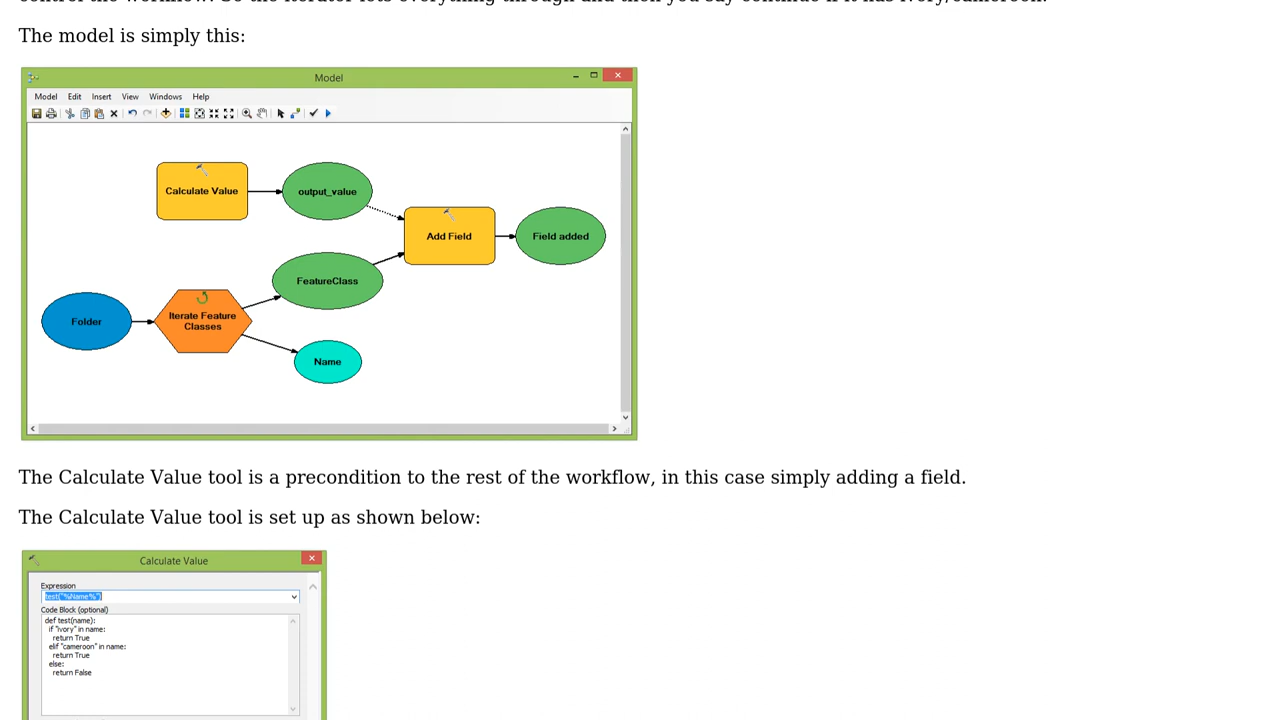 The model is simply this:
Model
Model Edit Insert View Windows Help
Calculate Value
output_value
Add Field
Field added
FeatureClass
Folder
Iterate Feature
Classes
Name
The Calculate Value tool is a precondition to the rest of the workflow, in this case simply adding a field.
The Calculate Value tool is set up as shown below:
Calculate Value
Expression
test("%Name%")
Code Block (optional)
def test(name):
if "ivory" in name:
return True
elif "cameroon" in name:
return True
else:
return False